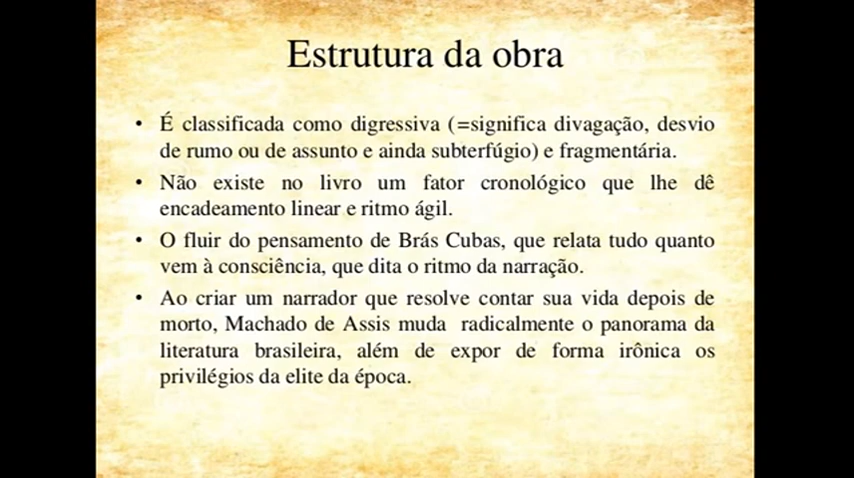 Estrutura da obra
• É classificada como digressiva (=significa divagação, desvio
de rumo ou de assunto e ainda subterfúgio) e fragmentária.
• Não existe no livro um fator cronológico que lhe dê
encadeamento linear e ritmo ágil.
• O fluir do pensamento de Brás Cubas, que relata tudo quanto
vem à consciência, que dita o ritmo da narração.
• Ao criar um narrador que resolve contar sua vida depois de
morto, Machado de Assis muda radicalmente o panorama da
literatura brasileira, além de expor de forma irônica os
privilégios da elite da época.